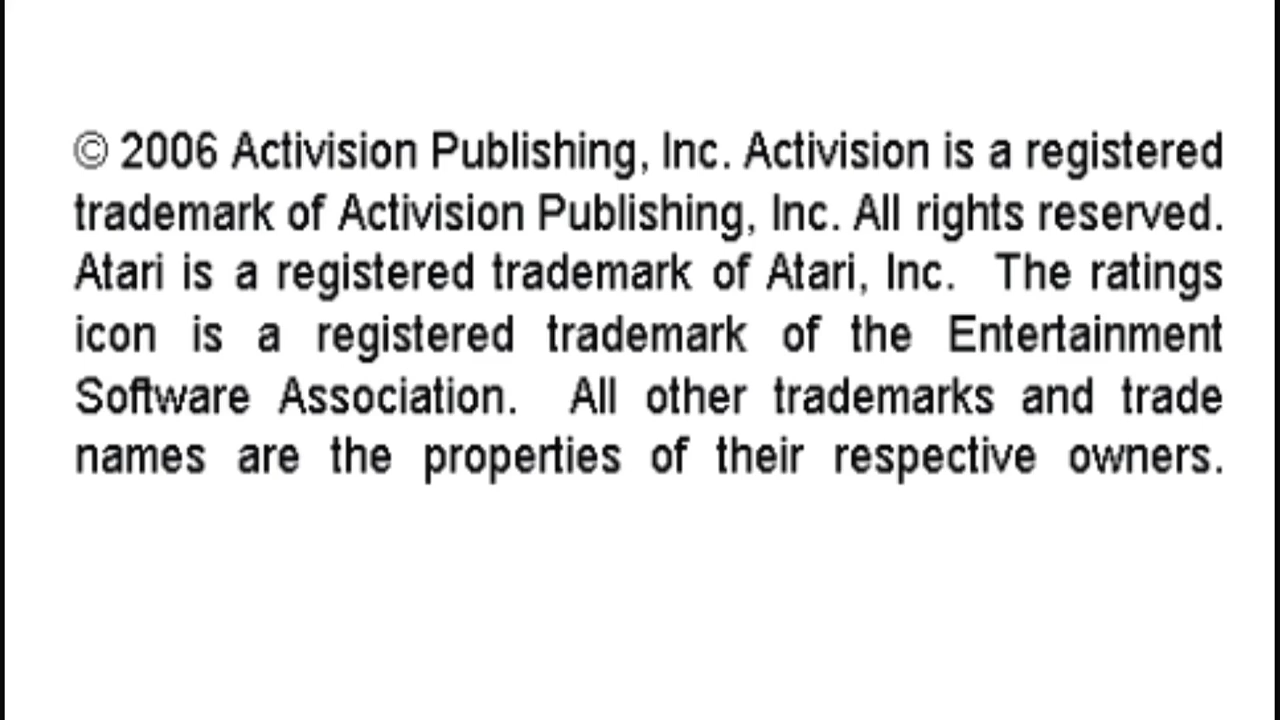 © 2006 Activision Publishing, Inc. Activision is a registered
trademark of Activision Publishing, Inc. All rights reserved.
Atari is a registered trademark of Atari, Inc.  The ratings
icon is a registered trademark of the Entertainment
Software Association.  All other trademarks and trade
names are the properties of their respective owners.